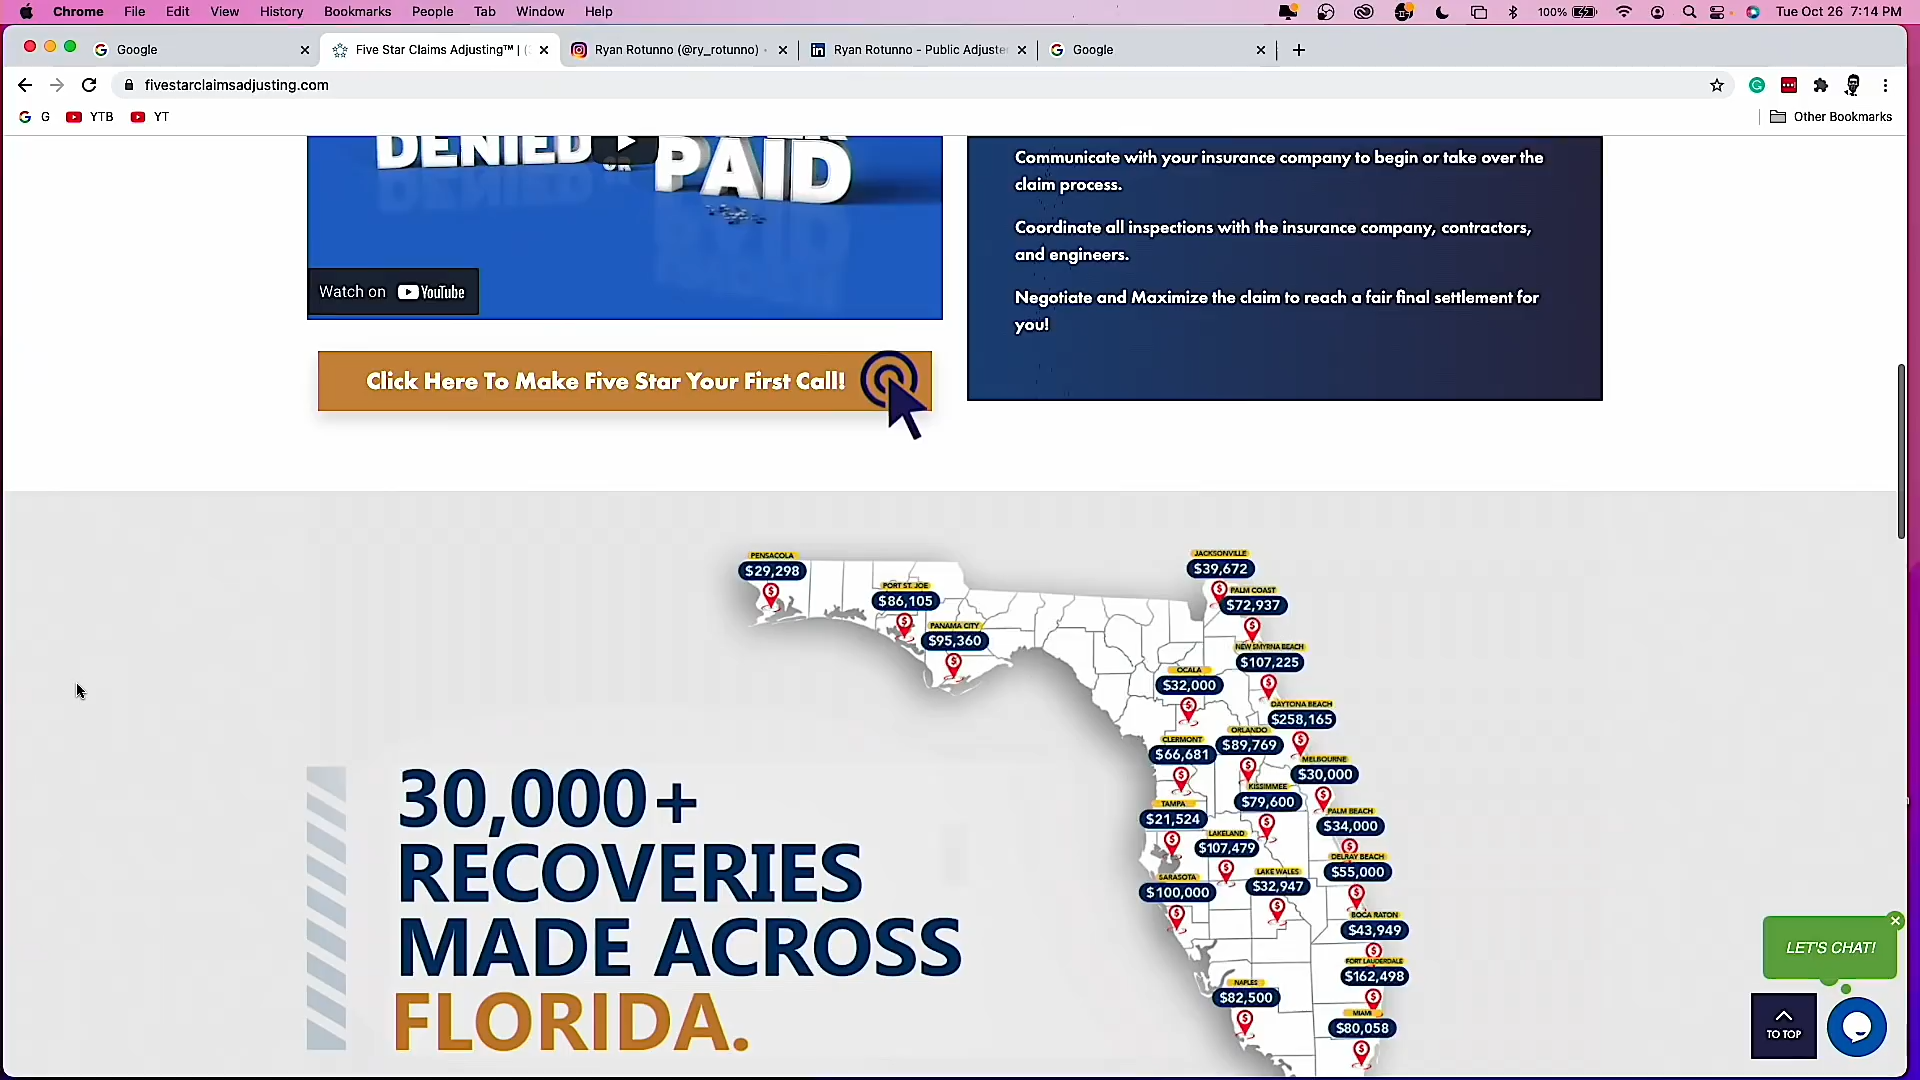 Chrome File Edit View History Bookmarks People Tab Window Help 100% Tue Oct 26 7:14 PM
Google
Five Star Claims Adjusting™ | (
Ryan Rotunno (@ry_rotunno) ·
Ryan Rotunno - Public Adjuste
Google
fivestarclaimsadjusting.com
G YTB YT Other Bookmarks
DENIED OR PAID
Watch on YouTube
Click Here To Make Five Star Your First Call!
Communicate with your insurance company to begin or take over the
claim process.
Coordinate all inspections with the insurance company, contractors,
and engineers.
Negotiate and Maximize the claim to reach a fair final settlement for
you!
30,000+
RECOVERIES
MADE ACROSS
FLORIDA.
PENSACOLA
$29,298
PORT ST. JOE
$86,105
PANAMA CITY
$95,360
JACKSONVILLE
$39,672
PALM COAST
$72,937
NEW SMYRNA BEACH
$107,225
OCALA
$32,000
DAYTONA BEACH
$258,165
ORLANDO
$89,769
CLERMONT
$66,681
MELBOURNE
$30,000
KISSIMMEE
$79,600
TAMPA
$21,524
PALM BEACH
$34,000
LAKELAND
$107,479
DELRAY BEACH
$55,000
SARASOTA
$100,000
LAKE WALES
$32,947
BOCA RATON
$43,949
FORT LAUDERDALE
$162,498
NAPLES
$82,500
MIAMI
$80,058
LET'S CHAT!
TO TOP